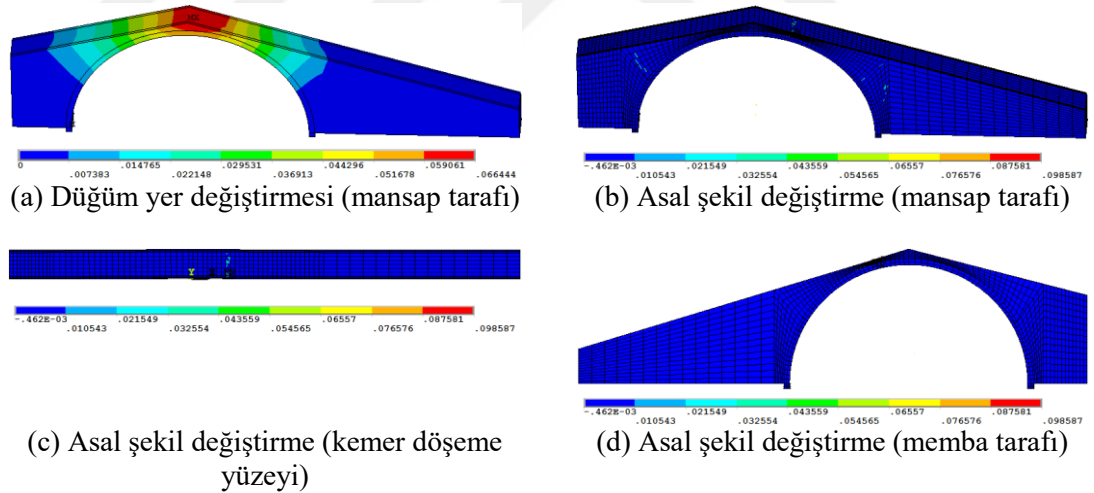 0 .014765 .029531 .044296 .059061
.007383 .022148 .036913 .051678 .066444
(a) Düğüm yer değiştirmesi (mansap tarafı)
-.462E-03 .021549 .043559 .06557 .087581
.010543 .032554 .054565 .076576 .098587
(b) Asal şekil değiştirme (mansap tarafı)
Y
-.462E-03 .021549 .043559 .06557 .087581
.010543 .032554 .054565 .076576 .098587
(c) Asal şekil değiştirme (kemer döşeme
yüzeyi)
-.462E-03 .021549 .043559 .06557 .087581
.010543 .032554 .054565 .076576 .098587
(d) Asal şekil değiştirme (memba tarafı)